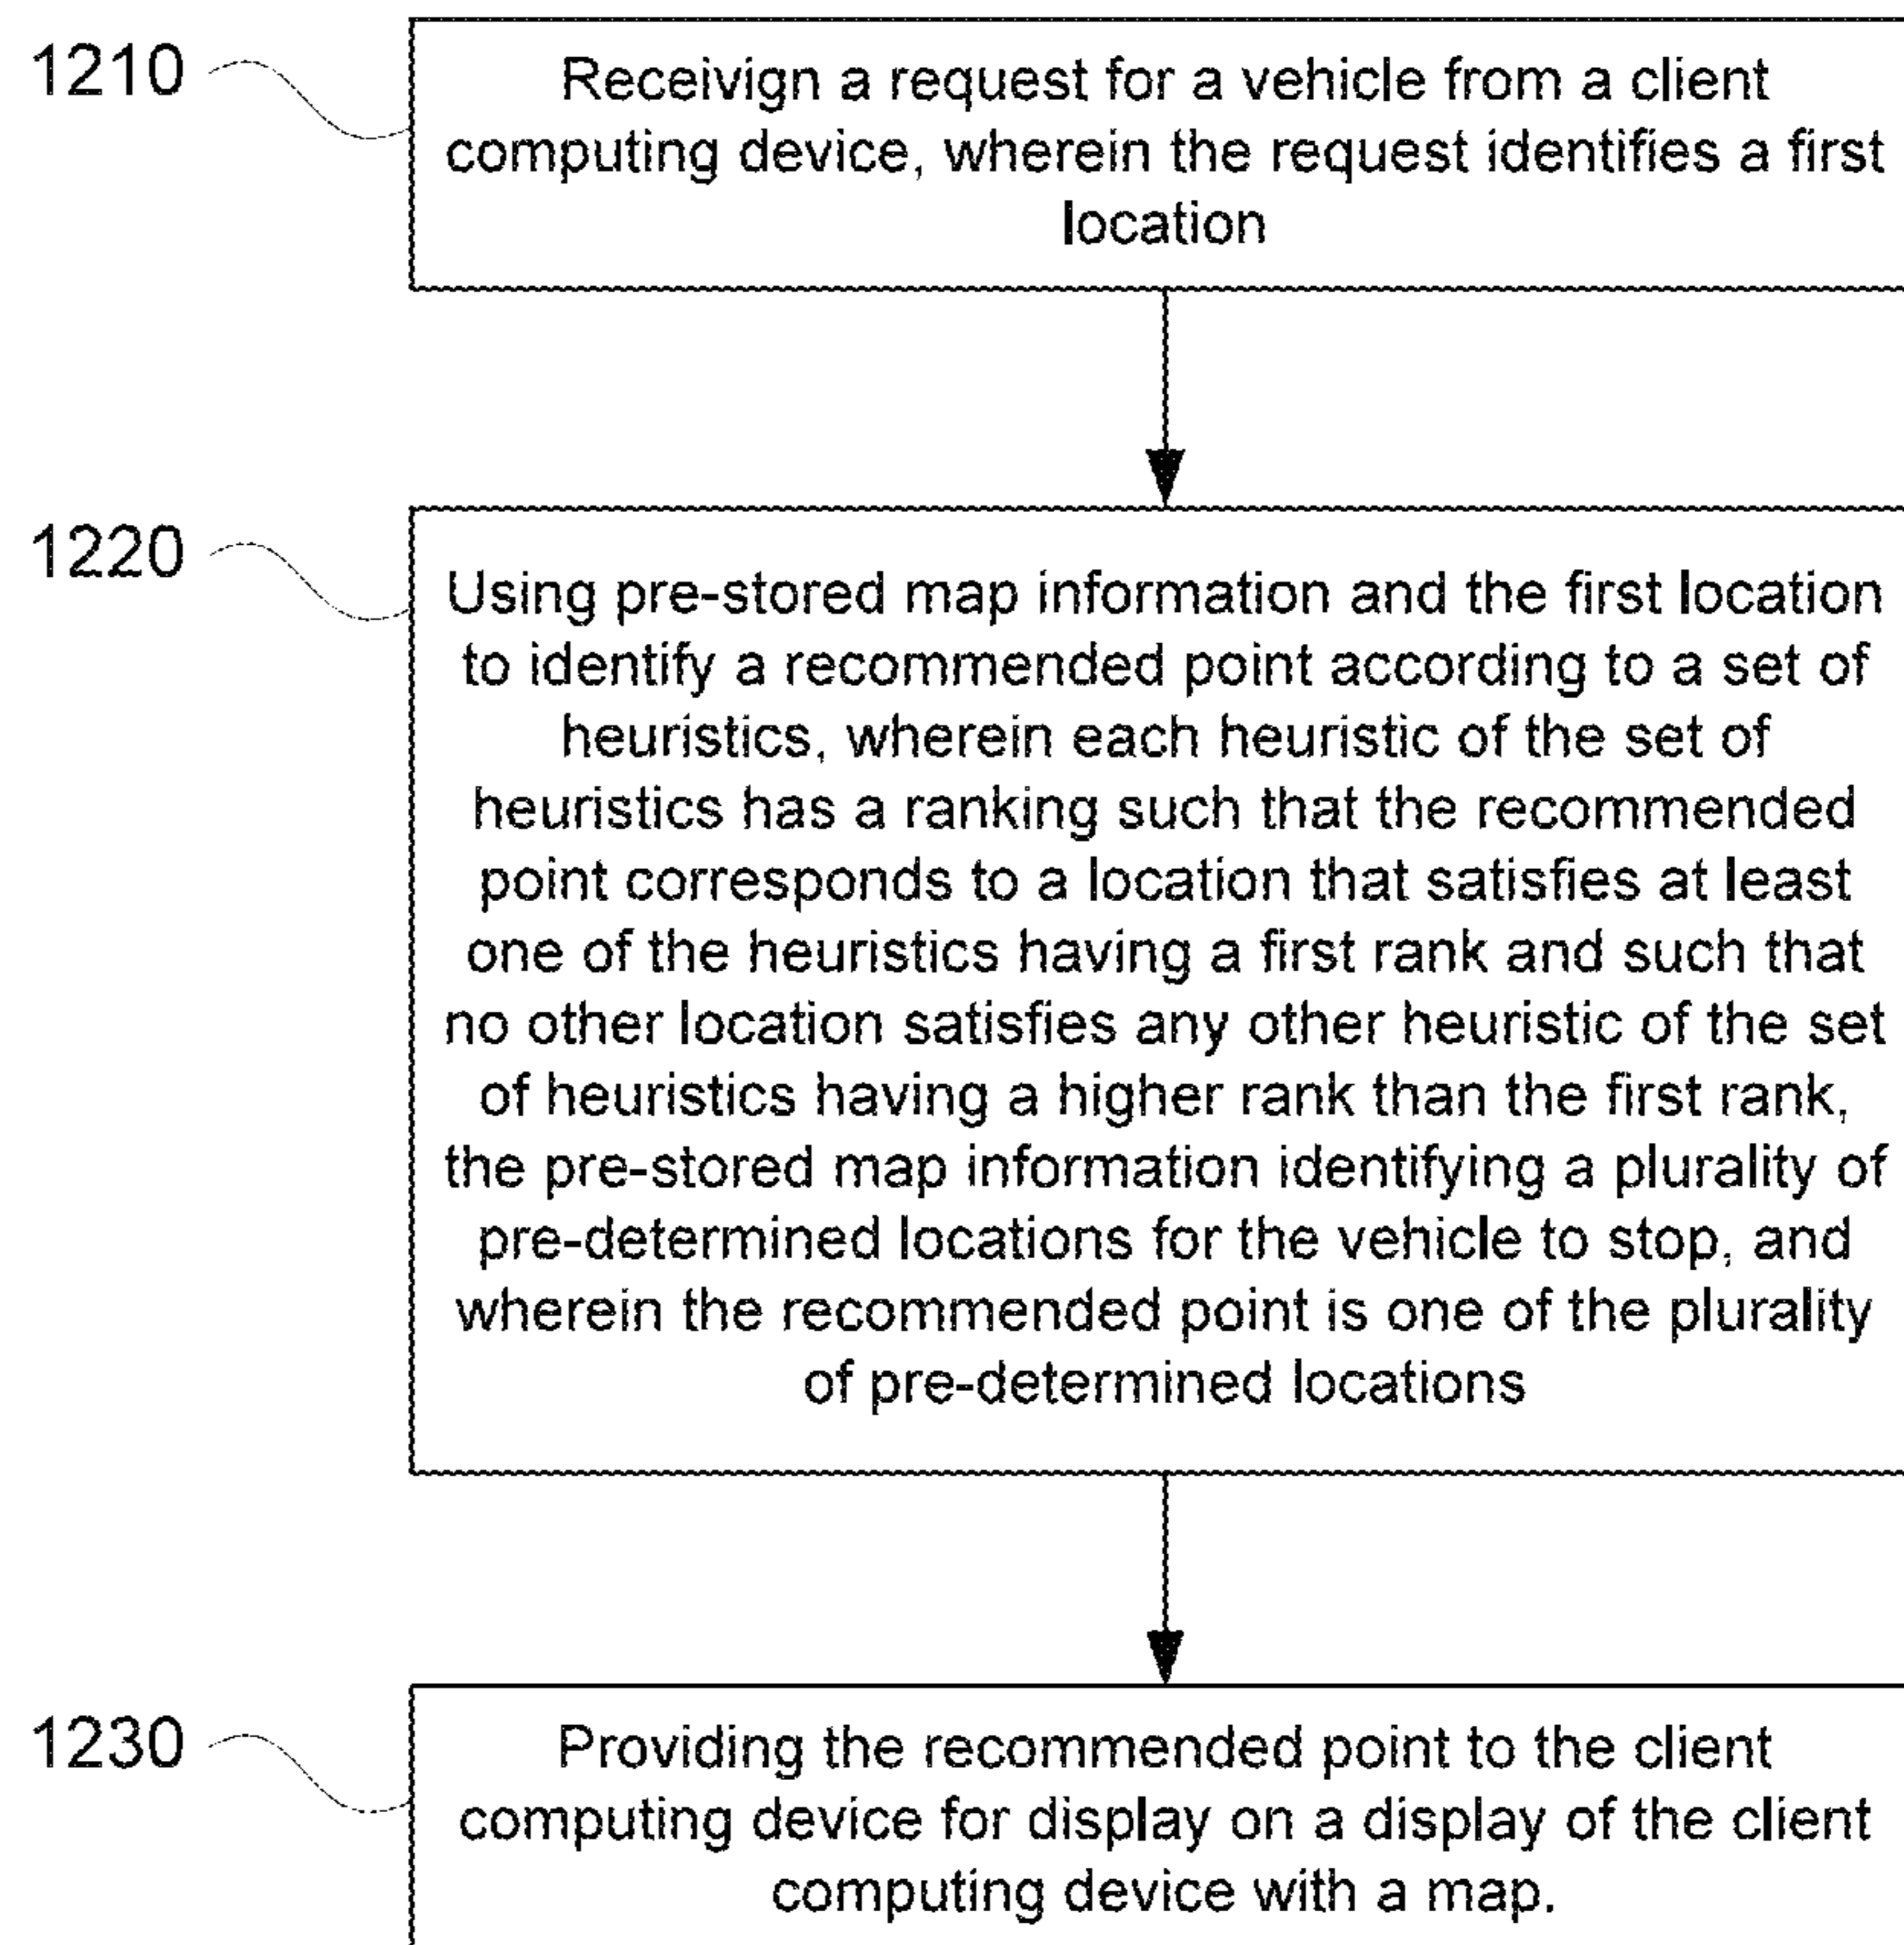 1210
Receivign a request for a vehicle from a client
computing device, wherein the request identifies a first
location
1220
Using pre-stored map information and the first location
to identify a recommended point according to a set of
heuristics, wherein each heuristic of the set of
heuristics has a ranking such that the recommended
point corresponds to a location that satisfies at least
one of the heuristics having a first rank and such that
no other location satisfies any other heuristic of the set
of heuristics having a higher rank than the first rank,
the pre-stored map information identifying a plurality of
pre-determined locations for the vehicle to stop, and
wherein the recommended point is one of the plurality
of pre-determined locations
1230
Providing the recommended point to the client
computing device for display on a display of the client
computing device with a map.